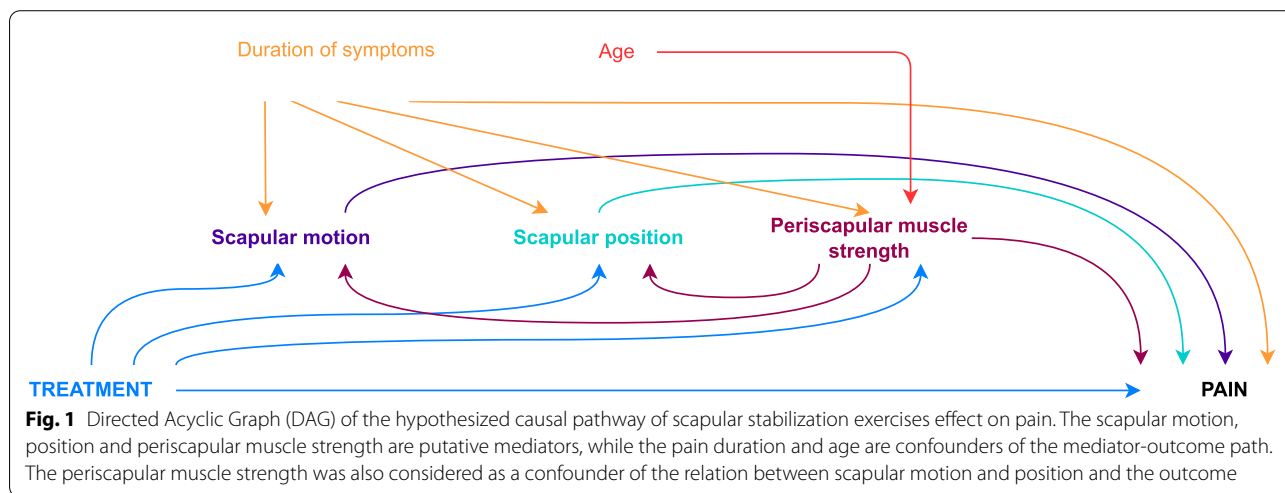 Duration of symptoms
Age
Scapular motion
Scapular position
Periscapular muscle
strength
TREATMENT
PAIN
Fig. 1 Directed Acyclic Graph (DAG) of the hypothesized causal pathway of scapular stabilization exercises effect on pain. The scapular motion,
position and periscapular muscle strength are putative mediators, while the pain duration and age are confounders of the mediator-outcome path.
The periscapular muscle strength was also considered as a confounder of the relation between scapular motion and position and the outcome